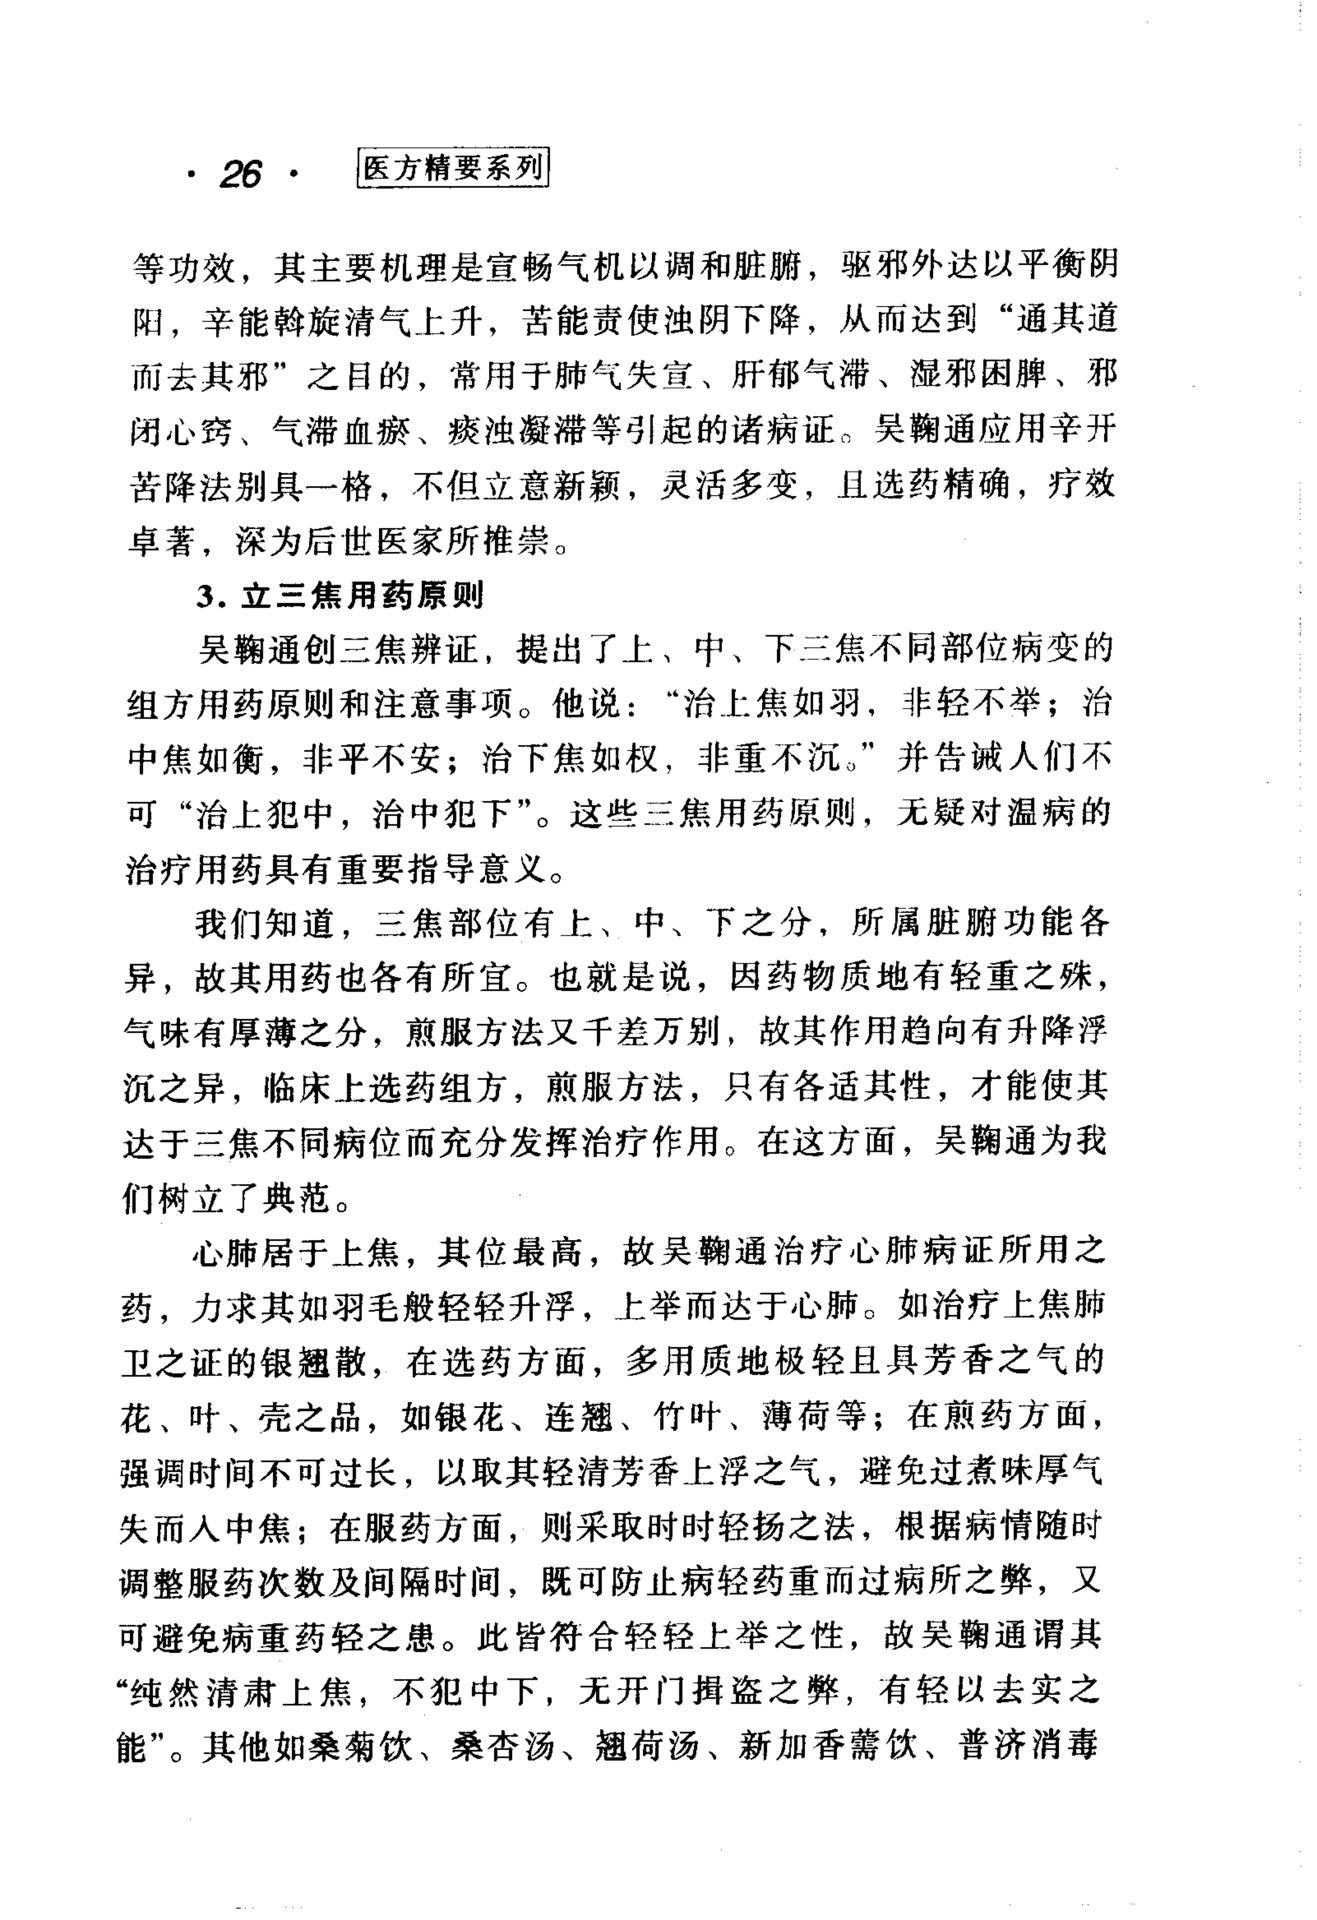 · 26 · 医方精要系列
等功效，其主要机理是宣畅气机以调和脏腑，驱邪外达以平衡阴
阳，辛能斡旋清气上升，苦能责使浊阴下降，从而达到“通其道
而去其邪”之目的，常用于肺气失宣、肝郁气滞、湿邪困脾、邪
闭心窍、气滞血瘀、痰浊凝滞等引起的诸病证。吴鞠通应用辛开
苦降法别具一格，不但立意新颖，灵活多变，且选药精确，疗效
卓著，深为后世医家所推崇。
3. 立三焦用药原则
吴鞠通创三焦辨证，提出了上、中、下三焦不同部位病变的
组方用药原则和注意事项。他说：“治上焦如羽，非轻不举；治
中焦如衡，非平不安；治下焦如权，非重不沉。”并告诫人们不
可“治上犯中，治中犯下”。这些三焦用药原则，无疑对温病的
治疗用药具有重要指导意义。
我们知道，三焦部位有上、中、下之分，所属脏腑功能各
异，故其用药也各有所宜。也就是说，因药物质地有轻重之殊，
气味有厚薄之分，煎服方法又千差万别，故其作用趋向有升降浮
沉之异，临床上选药组方，煎服方法，只有各适其性，才能使其
达于三焦不同病位而充分发挥治疗作用。在这方面，吴鞠通为我
们树立了典范。
心肺居于上焦，其位最高，故吴鞠通治疗心肺病证所用之
药，力求其如羽毛般轻轻升浮，上举而达于心肺。如治疗上焦肺
卫之证的银翘散，在选药方面，多用质地极轻且具芳香之气的
花、叶、壳之品，如银花、连翘、竹叶、薄荷等；在煎药方面，
强调时间不可过长，以取其轻清芳香上浮之气，避免过煮味厚气
失而入中焦；在服药方面，则采取时时轻扬之法，根据病情随时
调整服药次数及间隔时间，既可防止病轻药重而过病所之弊，又
可避免病重药轻之患。此皆符合轻轻上举之性，故吴鞠通谓其
“纯然清肃上焦，不犯中下，无开门揖盗之弊，有轻以去实之
能”。其他如桑菊饮、桑杏汤、翘荷汤、新加香薷饮、普济消毒